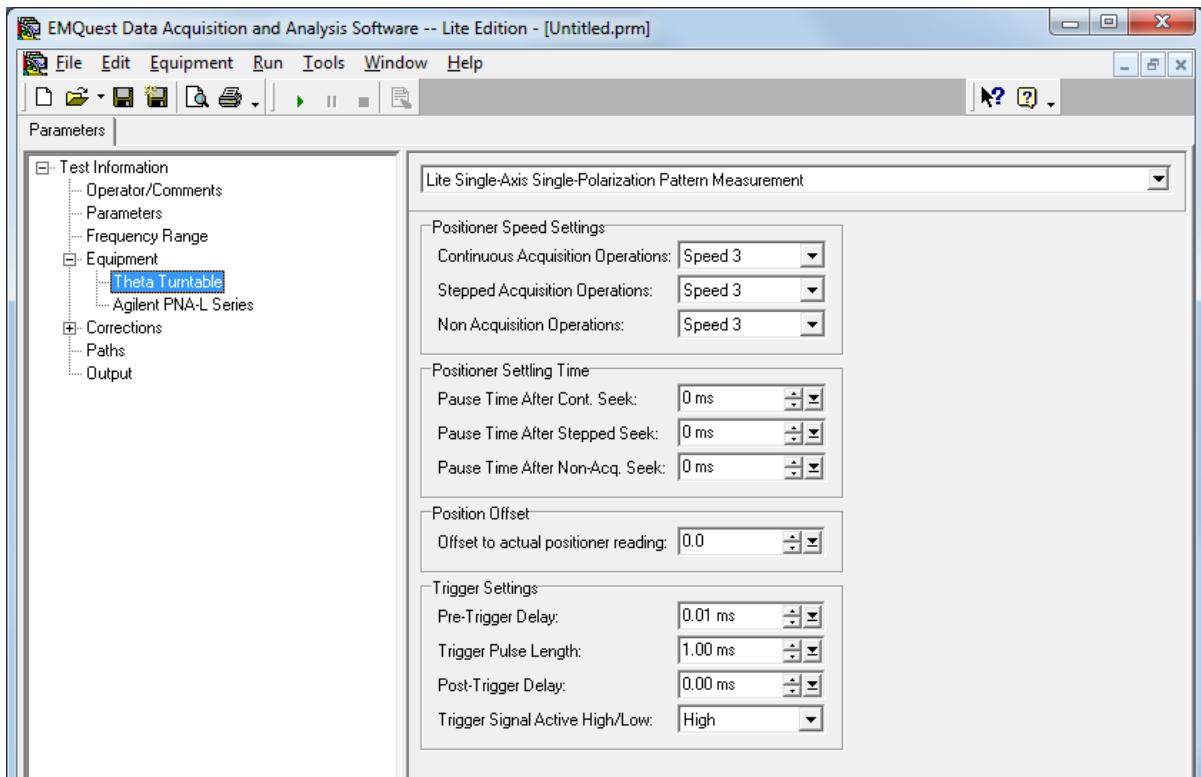 EMQuest Data Acquisition and Analysis Software -- Lite Edition - [Untitled.prm]
File Edit Equipment Run Tools Window Help
Parameters
Test Information
Operator/Comments
Parameters
Frequency Range
Equipment
Theta Turntable
Agilent PNA-L Series
Corrections
Paths
Output
Lite Single-Axis Single-Polarization Pattern Measurement
Positioner Speed Settings
Continuous Acquisition Operations: Speed 3
Stepped Acquisition Operations: Speed 3
Non Acquisition Operations: Speed 3
Positioner Settling Time
Pause Time After Cont. Seek: 0 ms
Pause Time After Stepped Seek: 0 ms
Pause Time After Non-Acq. Seek: 0 ms
Position Offset
Offset to actual positioner reading: 0.0
Trigger Settings
Pre-Trigger Delay: 0.01 ms
Trigger Pulse Length: 1.00 ms
Post-Trigger Delay: 0.00 ms
Trigger Signal Active High/Low: High